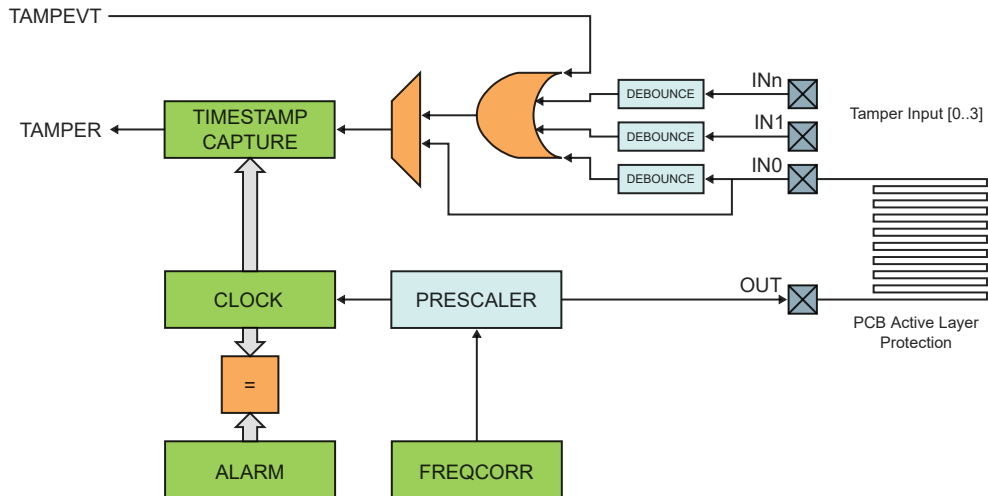 TAMPEVT
TAMPER
TIMESTAMP
CAPTURE
DEBOUNCE
INn
DEBOUNCE
IN1
DEBOUNCE
IN0
Tamper Input [0..3]
CLOCK
PRESCALER
OUT
PCB Active Layer
Protection
=
ALARM
FREQCORR